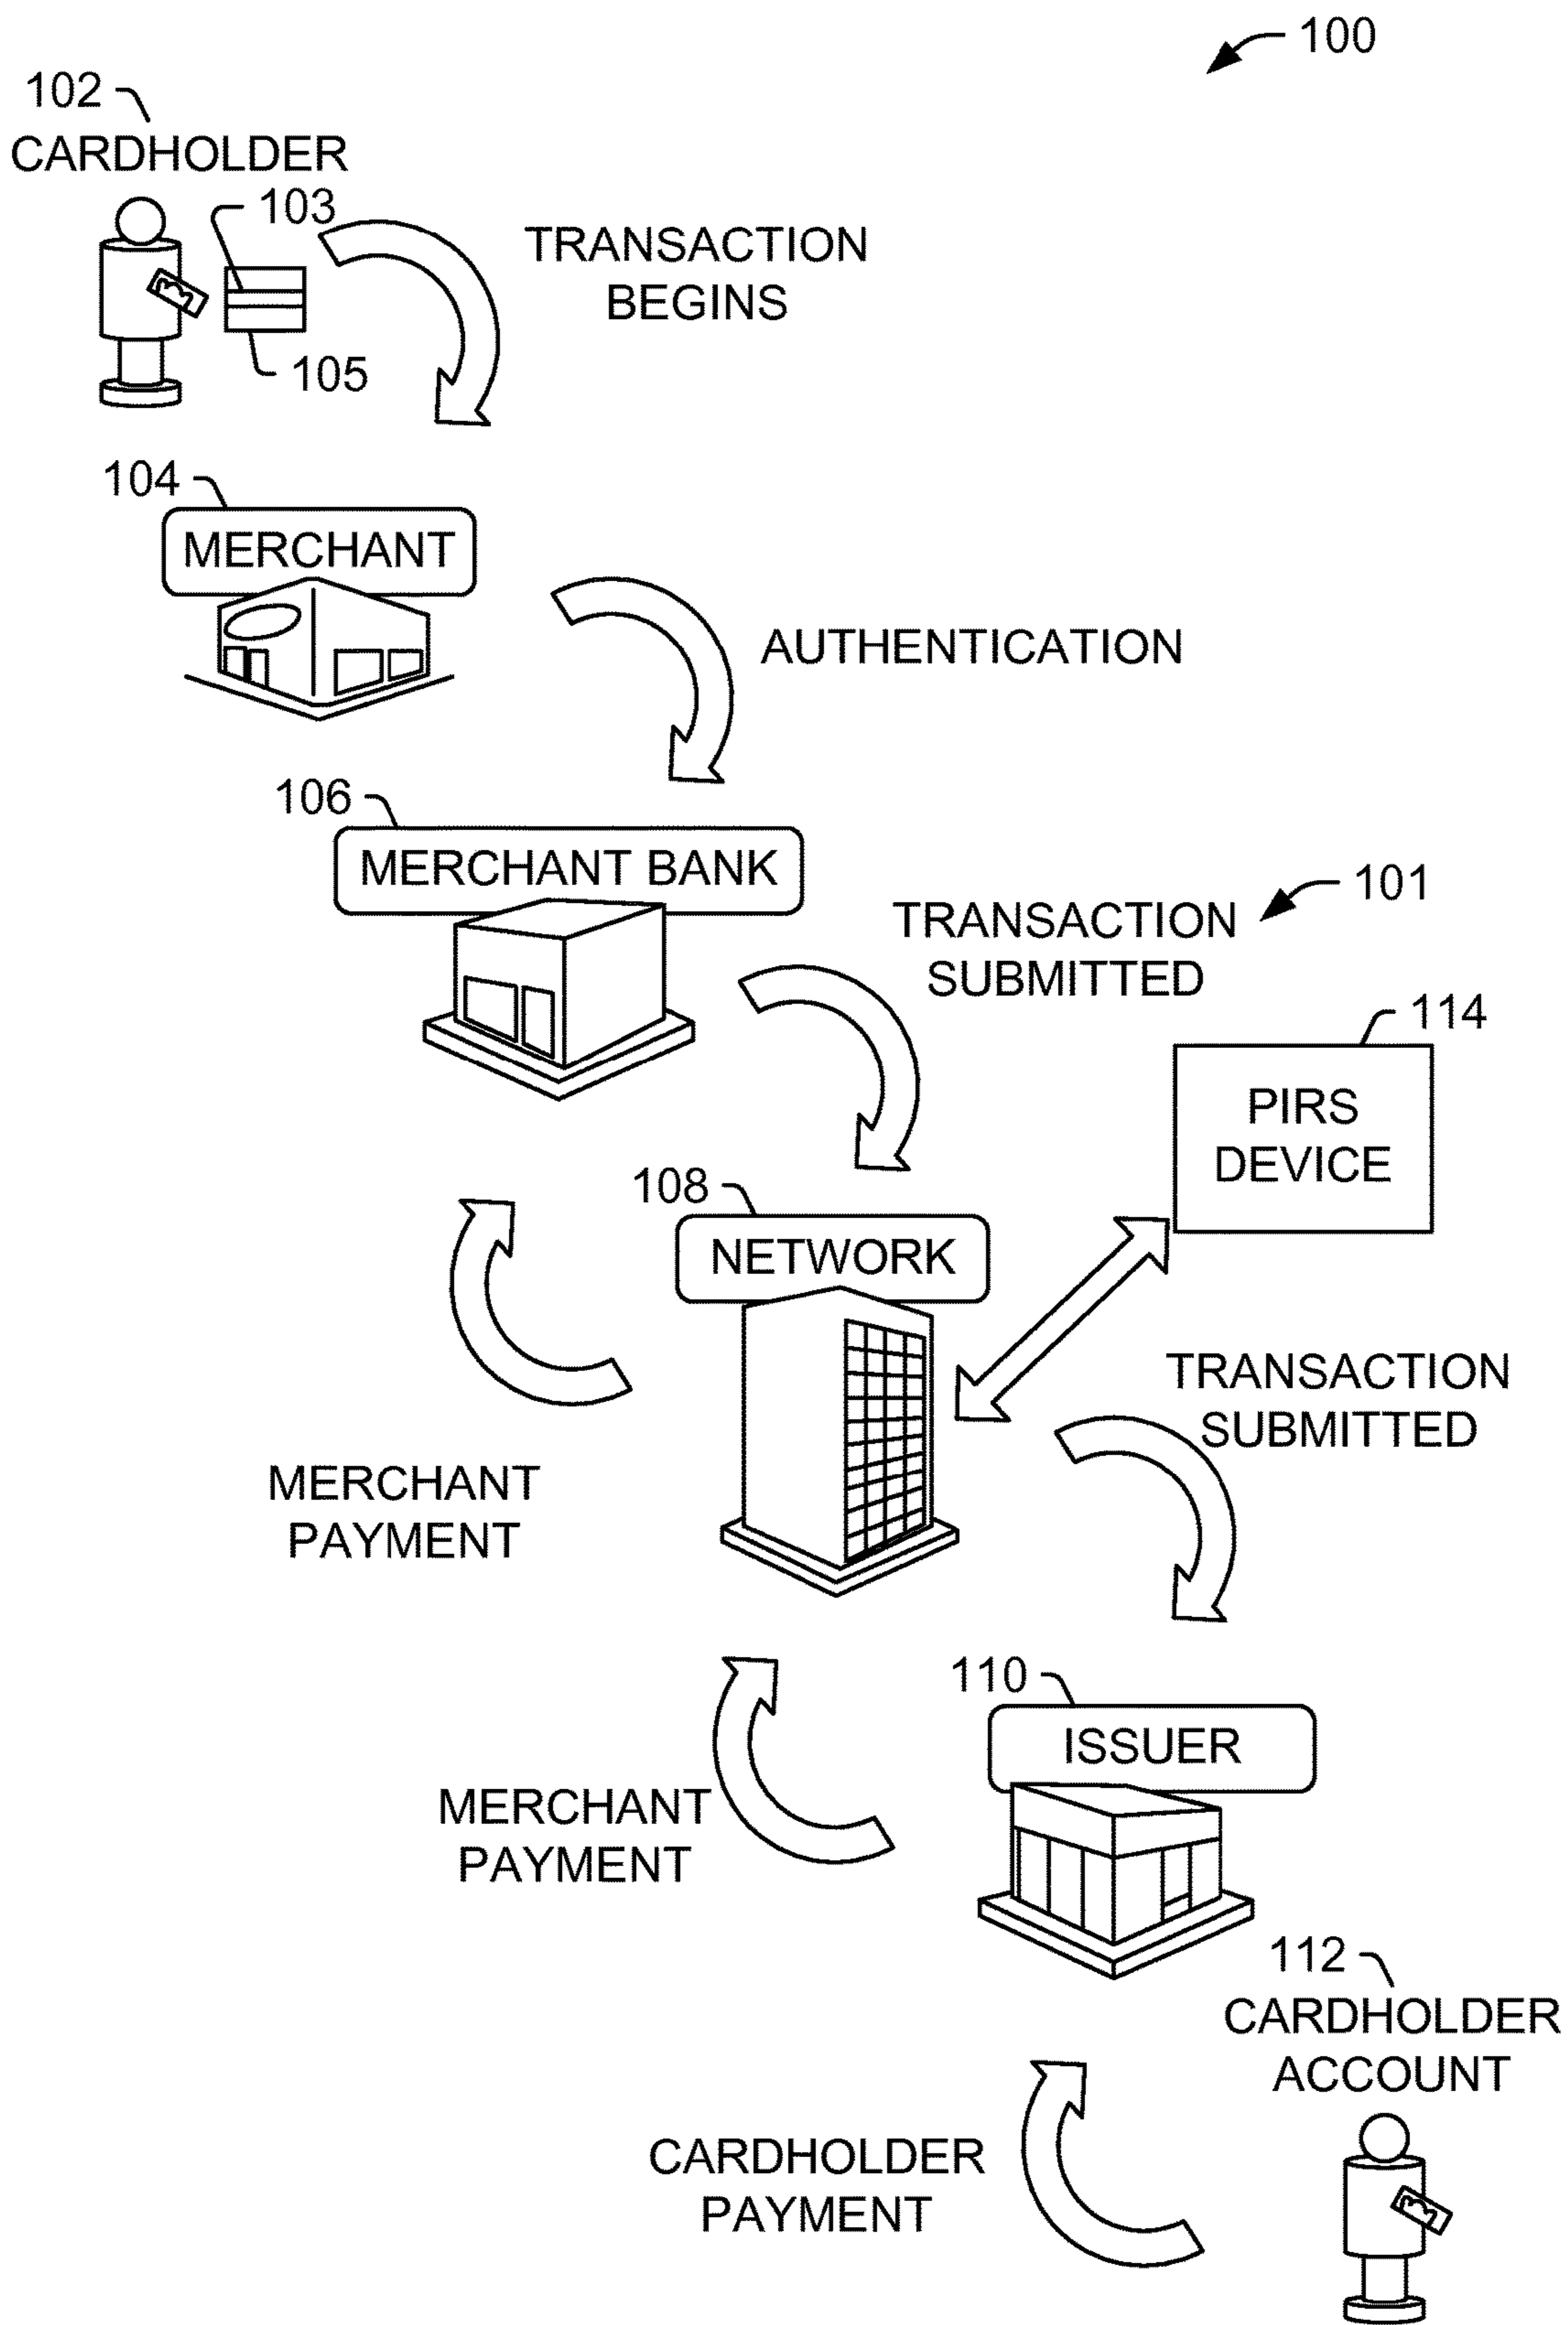 100
102
CARDHOLDER
103
TRANSACTION
BEGINS
105
104
MERCHANT
AUTHENTICATION
106
MERCHANT BANK
101
TRANSACTION
SUBMITTED
114
PIRS
DEVICE
108
NETWORK
TRANSACTION
SUBMITTED
MERCHANT
PAYMENT
110
ISSUER
MERCHANT
PAYMENT
112
CARDHOLDER
ACCOUNT
CARDHOLDER
PAYMENT